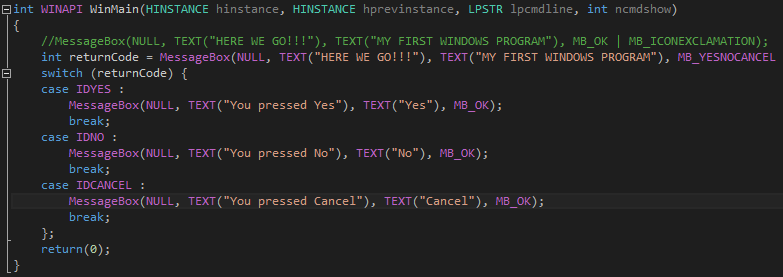 int WINAPI WinMain(HINSTANCE hinstance, HINSTANCE hprevinstance, LPSTR lpcmdline, int ncmdshow)
{
//MessageBox(NULL, TEXT("HERE WE GO!!!"), TEXT("MY FIRST WINDOWS PROGRAM"), MB_OK | MB_ICONEXCLAMATION);
int returnCode = MessageBox(NULL, TEXT("HERE WE GO!!!"), TEXT("MY FIRST WINDOWS PROGRAM"), MB_YESNOCANCEL
switch (returnCode) {
case IDYES :
MessageBox(NULL, TEXT("You pressed Yes"), TEXT("Yes"), MB_OK);
break;
case IDNO :
MessageBox(NULL, TEXT("You pressed No"), TEXT("No"), MB_OK);
break;
case IDCANCEL :
MessageBox(NULL, TEXT("You pressed Cancel"), TEXT("Cancel"), MB_OK);
break;
};
return(0);
}